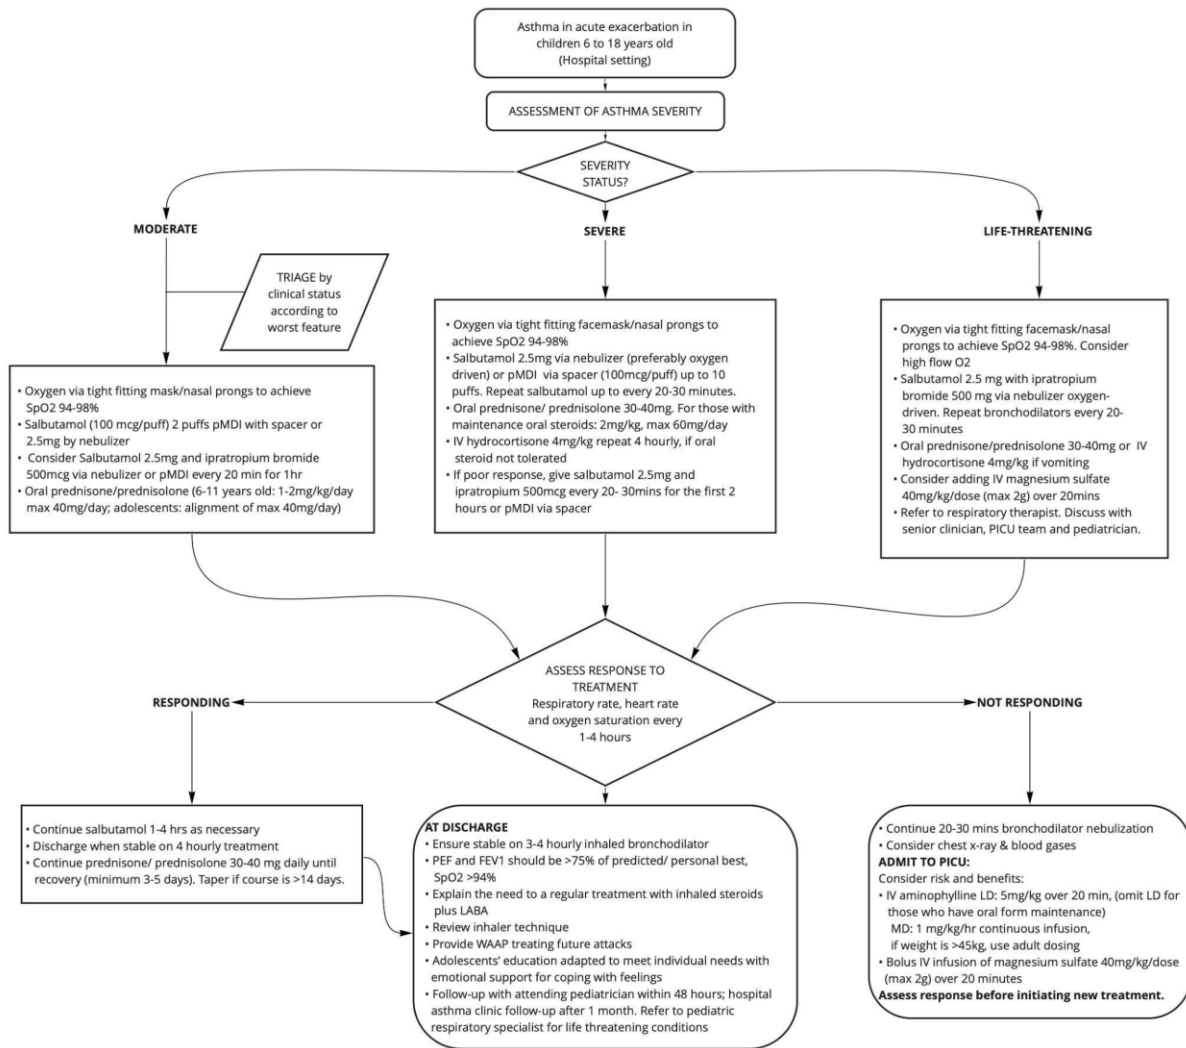 Asthma in acute exacerbation in
children 6 to 18 years old
(Hospital setting)
ASSESSMENT OF ASTHMA SEVERITY
SEVERITY
STATUS?
MODERATE
SEVERE
LIFE-THREATENING
TRIAGE by
clinical status
according to
worst feature
• Oxygen via tight fitting mask/nasal prongs to achieve
SpO2 94-98%
• Salbutamol (100 mcg/puff) 2 puffs pMDI with spacer or
2.5mg by nebulizer
• Consider Salbutamol 2.5mg and ipratropium bromide
500mcg via nebulizer or pMDI every 20 min for 1hr
• Oral prednisone/prednisolone (6-11 years old: 1-2mg/kg/day
max 40mg/day; adolescents: alignment of max 40mg/day)
• Oxygen via tight fitting facemask/nasal prongs to
achieve SpO2 94-98%
• Salbutamol 2.5mg via nebulizer (preferably oxygen
driven) or pMDI via spacer (100mcg/puff) up to 10
puffs. Repeat salbutamol up to every 20-30 minutes.
• Oral prednisone/ prednisolone 30-40mg. For those with
maintenance oral steroids: 2mg/kg, max 60mg/day
• IV hydrocortisone 4mg/kg repeat 4 hourly, if oral
steroid not tolerated
• If poor response, give salbutamol 2.5mg and
ipratropium 500mcg every 20- 30mins for the first 2
hours or pMDI via spacer
• Oxygen via tight fitting facemask/nasal
prongs to achieve SpO2 94-98%. Consider
high flow O2
• Salbutamol 2.5 mg with ipratropium
bromide 500 mg via nebulizer oxygen-
driven. Repeat bronchodilators every 20-
30 minutes
• Oral prednisone/prednisolone 30-40mg or IV
hydrocortisone 4mg/kg if vomiting
• Consider adding IV magnesium sulfate
40mg/kg/dose (max 2g) over 20mins
• Refer to respiratory therapist. Discuss with
senior clinician, PICU team and pediatrician.
ASSESS RESPONSE TO
TREATMENT
Respiratory rate, heart rate
and oxygen saturation every
1-4 hours
RESPONDING
NOT RESPONDING
• Continue salbutamol 1-4 hrs as necessary
• Discharge when stable on 4 hourly treatment
• Continue prednisone/ prednisolone 30-40 mg daily until
recovery (minimum 3-5 days). Taper if course is >14 days.
AT DISCHARGE
• Ensure stable on 3-4 hourly inhaled bronchodilator
• PEF and FEV1 should be >75% of predicted/ personal best,
SpO2 >94%
• Explain the need to a regular treatment with inhaled steroids
plus LABA
• Review inhaler technique
• Provide WAAP treating future attacks
• Adolescents' education adapted to meet individual needs with
emotional support for coping with feelings
• Follow-up with attending pediatrician within 48 hours; hospital
asthma clinic follow-up after 1 month. Refer to pediatric
respiratory specialist for life threatening conditions
• Continue 20-30 mins bronchodilator nebulization
• Consider chest x-ray & blood gases
ADMIT TO PICU:
Consider risk and benefits:
• IV aminophylline LD: 5mg/kg over 20 min, (omit LD for
those who have oral form maintenance)
MD: 1 mg/kg/hr continuous infusion,
if weight is >45kg, use adult dosing
• Bolus IV infusion of magnesium sulfate 40mg/kg/dose
(max 2g) over 20 minutes
Assess response before initiating new treatment.